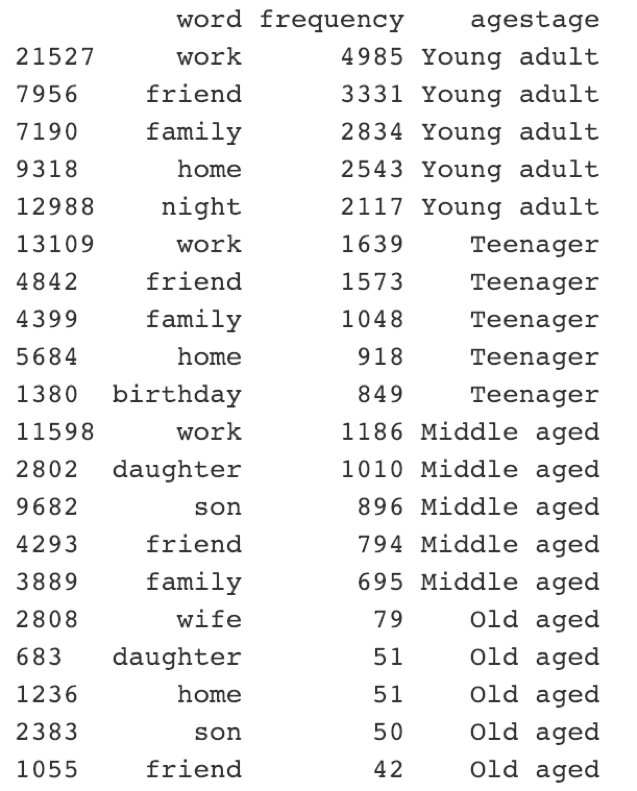 word frequency agestage
21527 work 4985 Young adult
7956 friend 3331 Young adult
7190 family 2834 Young adult
9318 home 2543 Young adult
12988 night 2117 Young adult
13109 work 1639 Teenager
4842 friend 1573 Teenager
4399 family 1048 Teenager
5684 home 918 Teenager
1380 birthday 849 Teenager
11598 work 1186 Middle aged
2802 daughter 1010 Middle aged
9682 son 896 Middle aged
4293 friend 794 Middle aged
3889 family 695 Middle aged
2808 wife 79 Old aged
683 daughter 51 Old aged
1236 home 51 Old aged
2383 son 50 Old aged
1055 friend 42 Old aged